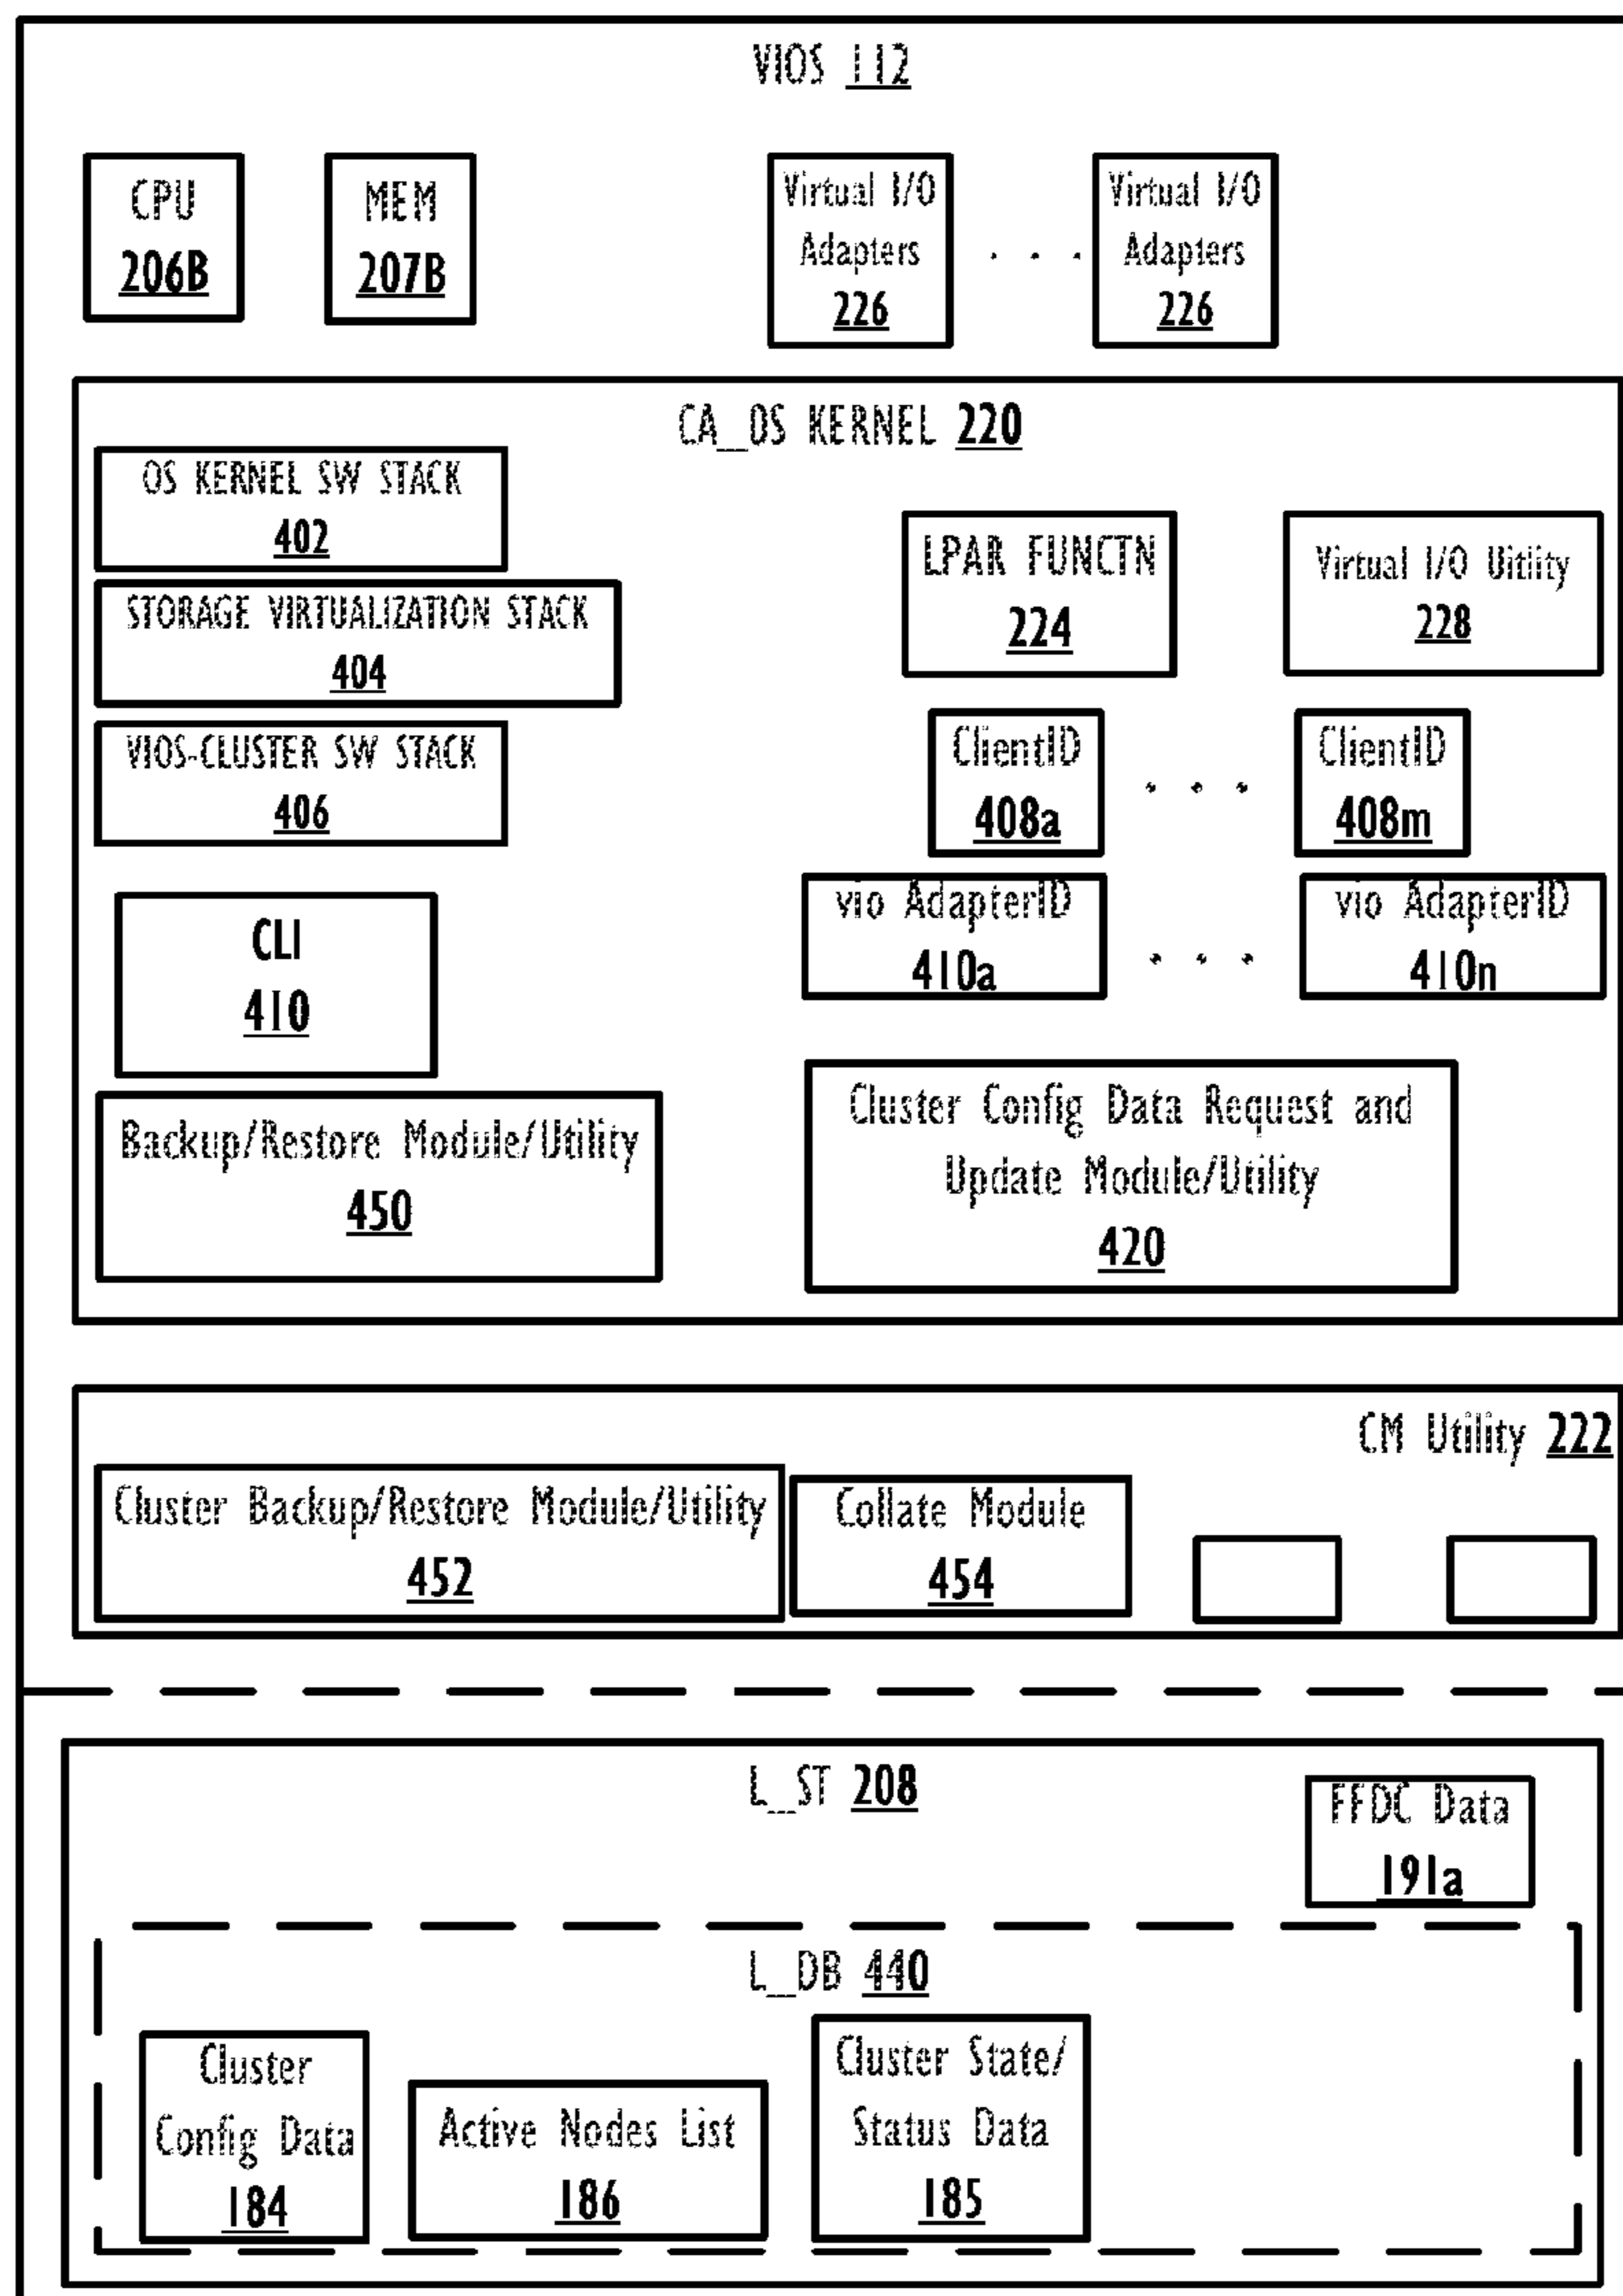 VIOS 112
CPU
206B
MEM
207B
Virtual I/O
Adapters
226
. . .
Virtual I/O
Adapters
226
CA_OS KERNEL 220
OS KERNEL SW STACK
402
STORAGE VIRTUALIZATION STACK
404
VIOS-CLUSTER SW STACK
406
LPAR FUNCTN
224
Virtual I/O Uitlity
228
ClientID
408a
. . .
ClientID
408m
vio AdapterID
410a
. . .
vio AdapterID
410n
CLI
410
Backup/Restore Module/Utility
450
Cluster Config Data Request and
Update Module/Utility
420
CM Utility 222
Cluster Backup/Restore Module/Utility
452
Collate Module
454
L_ST 208
FFDC Data
191a
L_DB 440
Cluster
Config Data
184
Active Nodes List
186
Cluster State/
Status Data
185